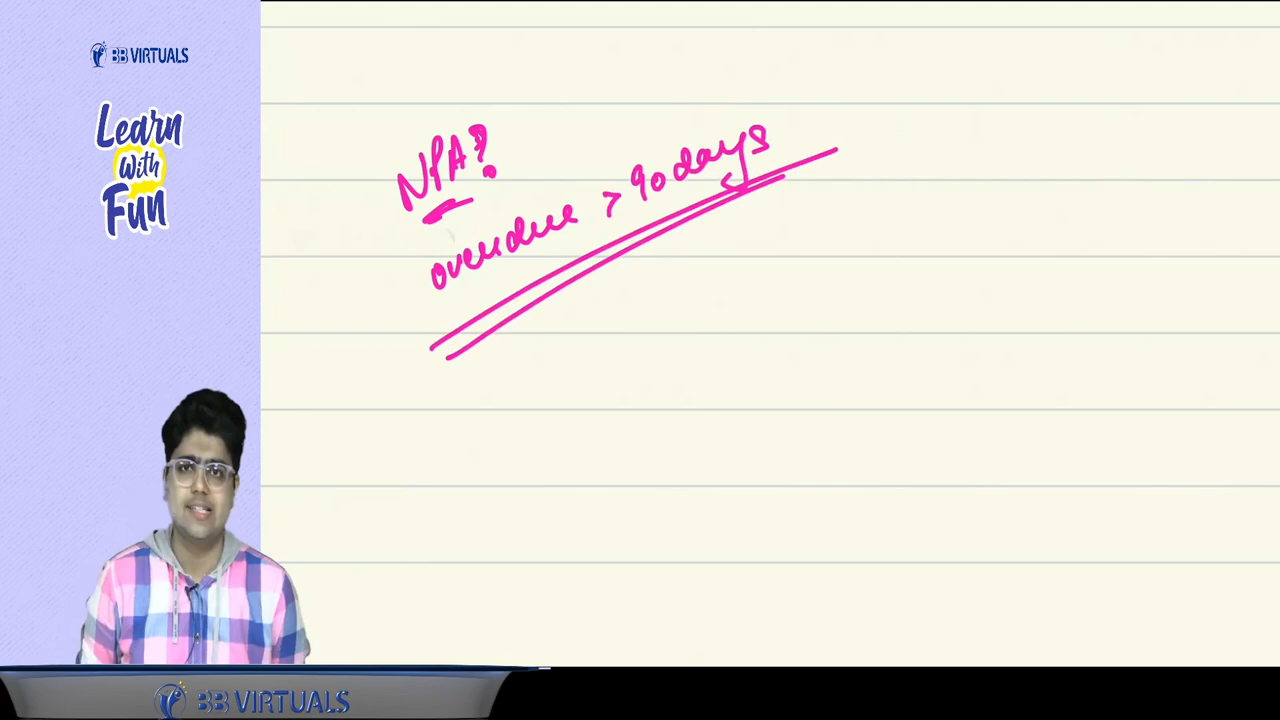 BB VIRTUALS
Learn
With
Fun
NPA?
overdue > 90 days
BB VIRTUALS